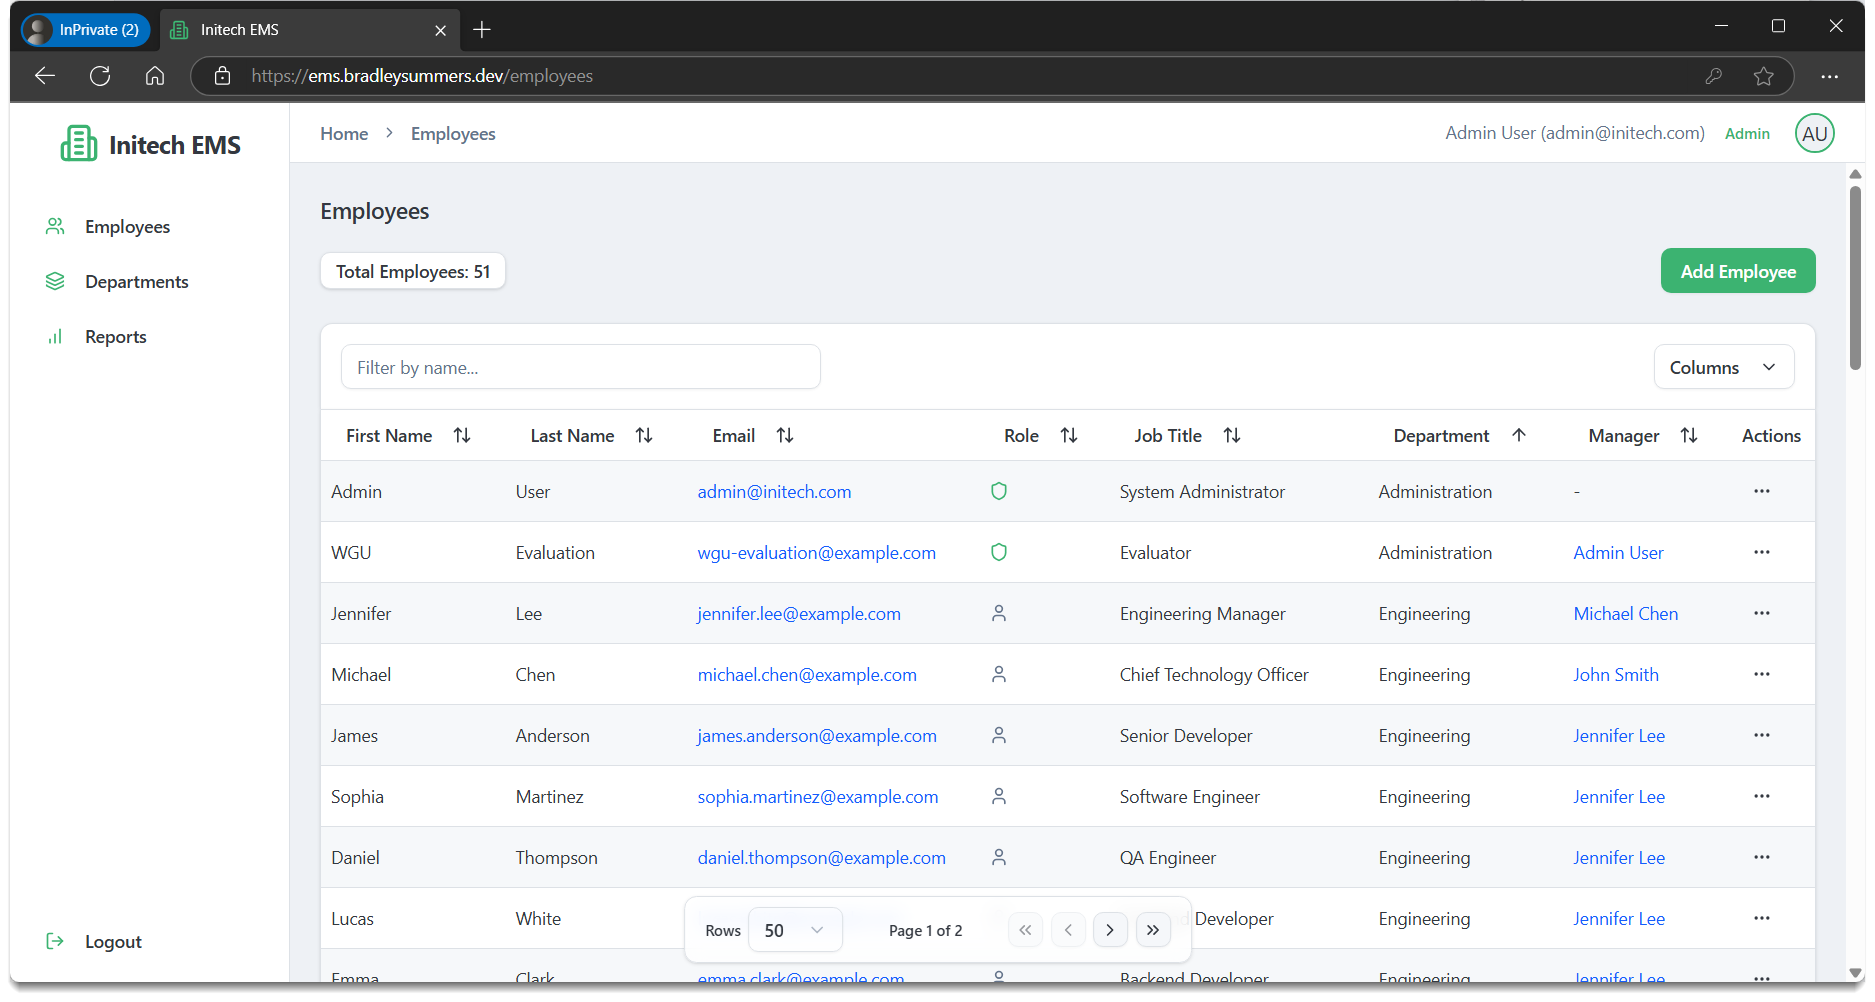 InPrivate (2)
Initech EMS
https://ems.bradleysummers.dev/employees
Initech EMS
Home > Employees
Admin User (admin@initech.com) Admin AU
Employees
Departments
Reports
Logout
Employees
Total Employees: 51
Add Employee
Filter by name...
Columns
First Name Last Name Email Role Job Title Department Manager Actions
Admin User admin@initech.com System Administrator Administration -
WGU Evaluation wgu-evaluation@example.com Evaluator Administration Admin User
Jennifer Lee jennifer.lee@example.com Engineering Manager Engineering Michael Chen
Michael Chen michael.chen@example.com Chief Technology Officer Engineering John Smith
James Anderson james.anderson@example.com Senior Developer Engineering Jennifer Lee
Sophia Martinez sophia.martinez@example.com Software Engineer Engineering Jennifer Lee
Daniel Thompson daniel.thompson@example.com QA Engineer Engineering Jennifer Lee
Lucas White Developer Engineering Jennifer Lee
Rows 50 Page 1 of 2
Emma Clark emma.clark@example.com Backend Developer Engineering Jennifer Lee